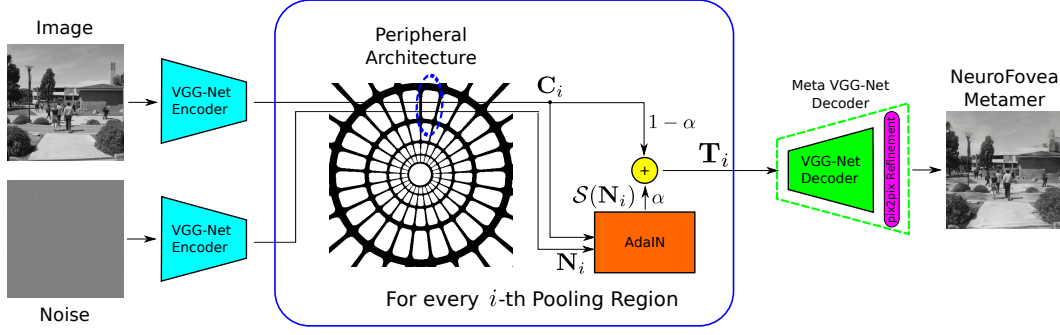 Image
VGG-Net
Encoder
Noise
VGG-Net
Encoder
Peripheral
Architecture
C_i
1 − α
T_i
+
S(N_i)
α
AdaIN
N_i
For every i-th Pooling Region
Meta VGG-Net
Decoder
VGG-Net
Decoder
pix2pix Refinement
NeuroFovea
Metamer